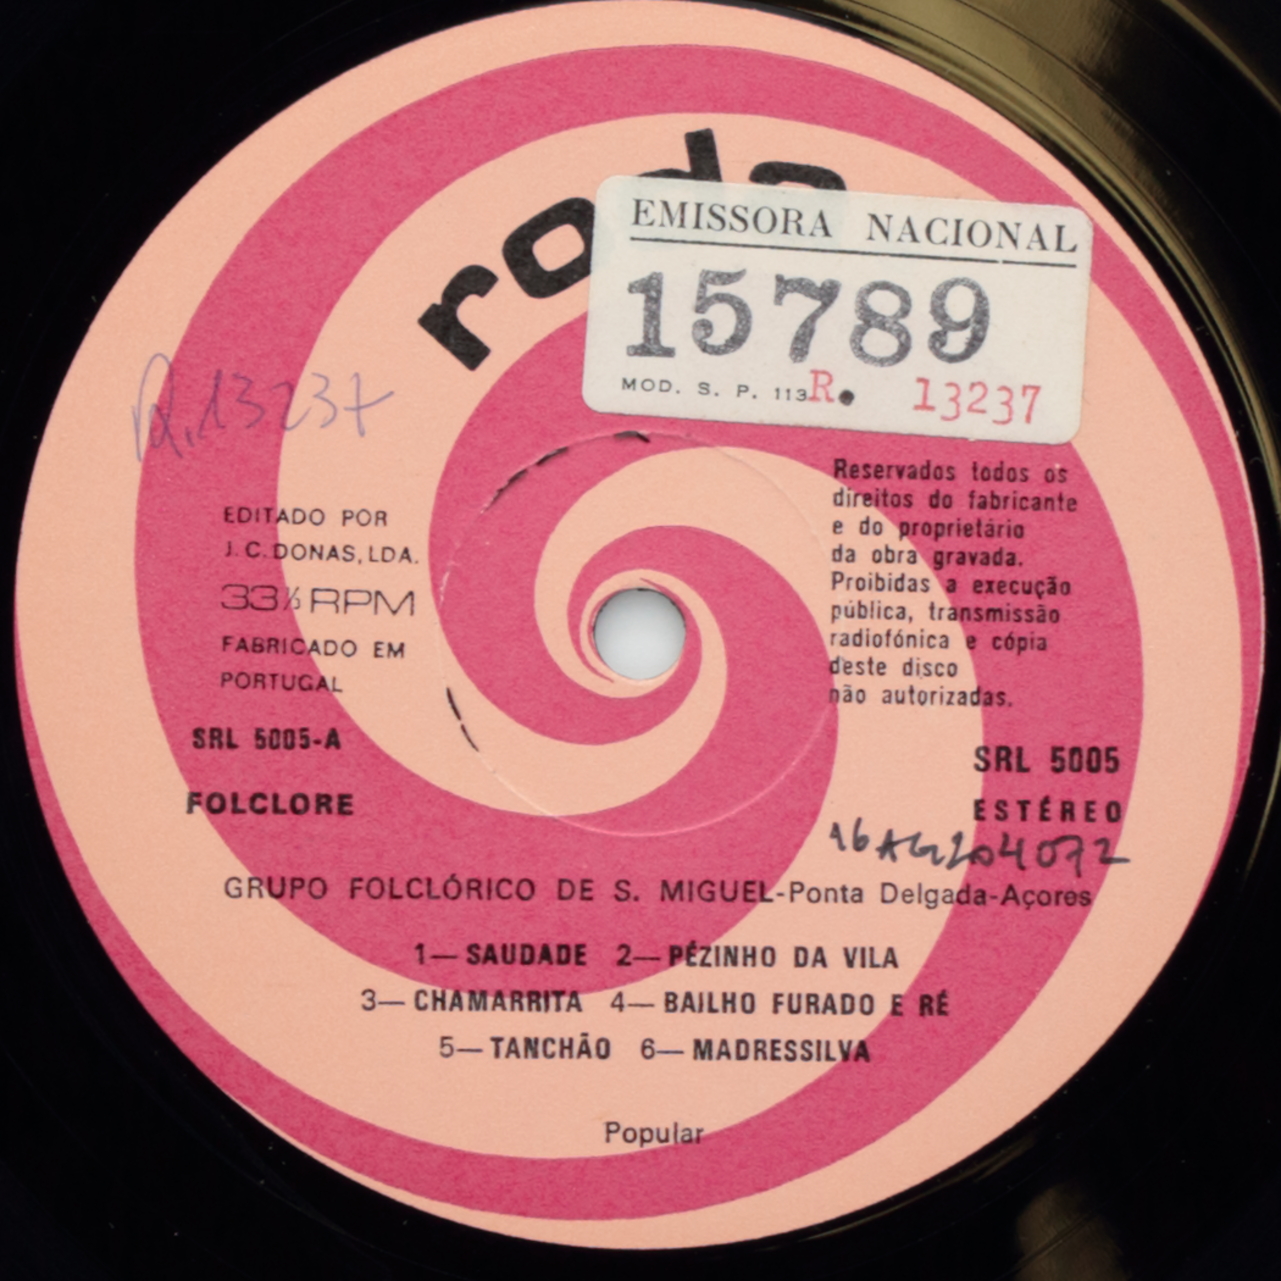 roda
EMISSORA NACIONAL
15789
MOD. S. P. 113 R. 13237
R.13237
EDITADO POR
J. C. DONAS, LDA.
33⅓ RPM
FABRICADO EM
PORTUGAL
SRL 5005-A
FOLCLORE
Reservados todos os
direitos do fabricante
e do proprietário
da obra gravada.
Proibidas a execução
pública, transmissão
radiofónica e cópia
deste disco
não autorizadas.
SRL 5005
ESTÉREO
GRUPO FOLCLÓRICO DE S. MIGUEL-Ponta Delgada-Açores
1— SAUDADE 2— PÉZINHO DA VILA
3— CHAMARRITA 4— BAILHO FURADO E RÉ
5— TANCHÃO 6— MADRESSILVA
Popular